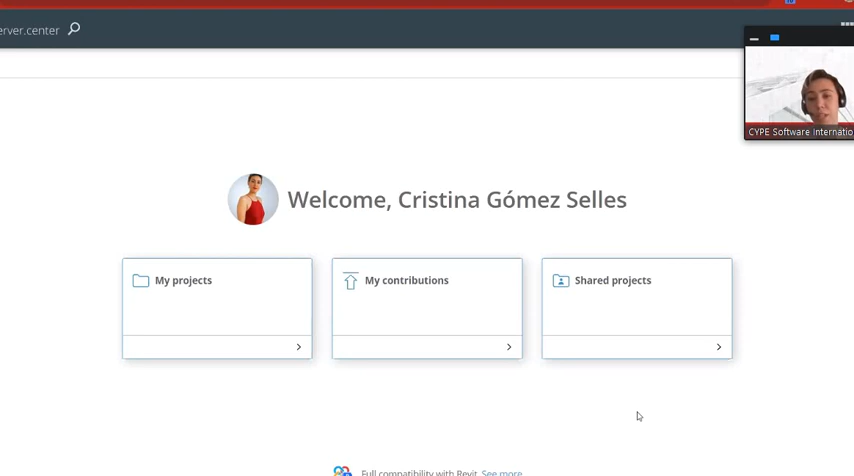 erver.center
CYPE Software Internatio
Welcome, Cristina Gómez Selles
My projects
My contributions
Shared projects
Full compatibility with Revit. See more